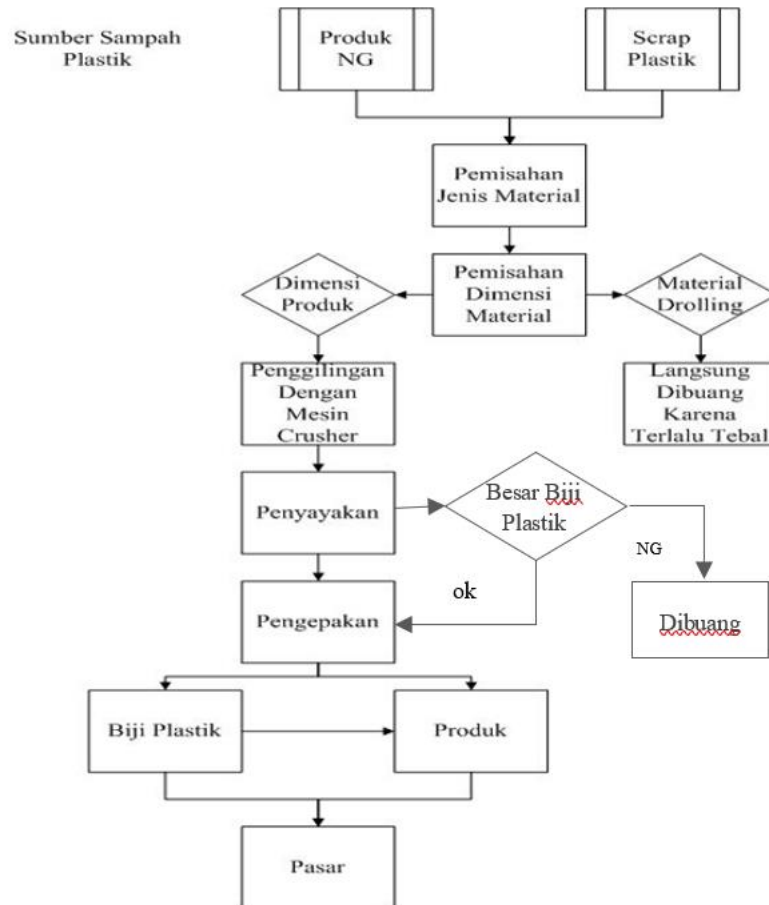 Sumber Sampah
Plastik
Produk
NG
Scrap
Plastik
Pemisahan
Jenis Material
Dimensi
Produk
Pemisahan
Dimensi
Material
Material
Drolling
Penggilingan
Dengan
Mesin
Crusher
Langsung
Dibuang
Karena
Terlalu Tebal
Penyayakan
Besar Biji
Plastik
NG
ok
Pengepakan
Dibuang
Biji Plastik
Produk
Pasar